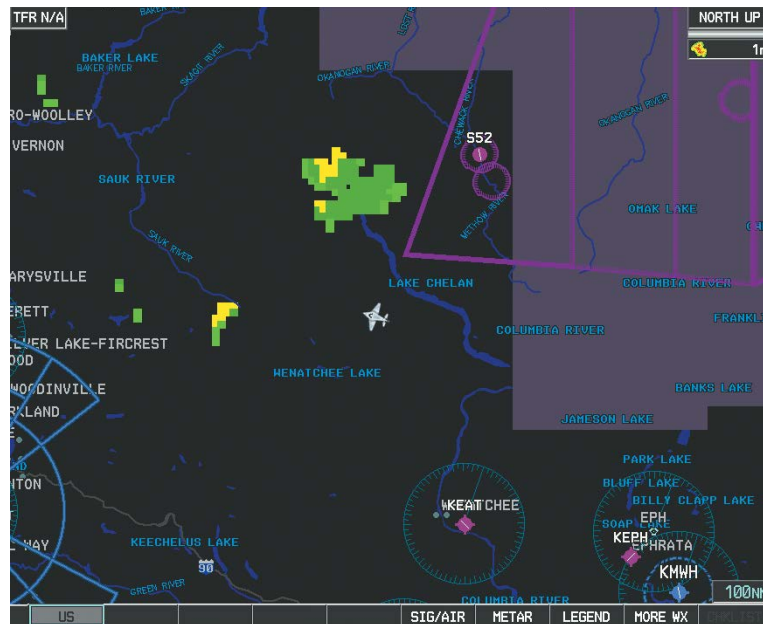 TFR N/A
NORTH UP
1m
BAKER LAKE
BAKER RIVER
SKAGIT RIVER
OKANOGAN RIVER
CHEWACK RIVER
OKANOGAN RIVER
RO-WOOLLEY
VERNON
S52
SAUK RIVER
METHOW RIVER
OMAK LAKE
SAUK RIVER
ARYSVILLE
LAKE CHELAN
COLUMBIA RIVER
ERETT
COLUMBIA RIVER
FRANKL
LVER LAKE-FIRCREST
OOD
WENATCHEE LAKE
WOODINVILLE
BANKS LAKE
RKLAND
JAMESON LAKE
PARK LAKE
NTON
BLUFF LAKE
BILLY CLAPP LAKE
KEAT
EPH
SOAP LAKE
KEPH
EPHRATA
L WAY
KEECHELUS LAKE
90
KMWH
GREEN RIVER
COLUMBIA RIVER
100NM
US
SIG/AIR
METAR
LEGEND
MORE WX
CHKLIST